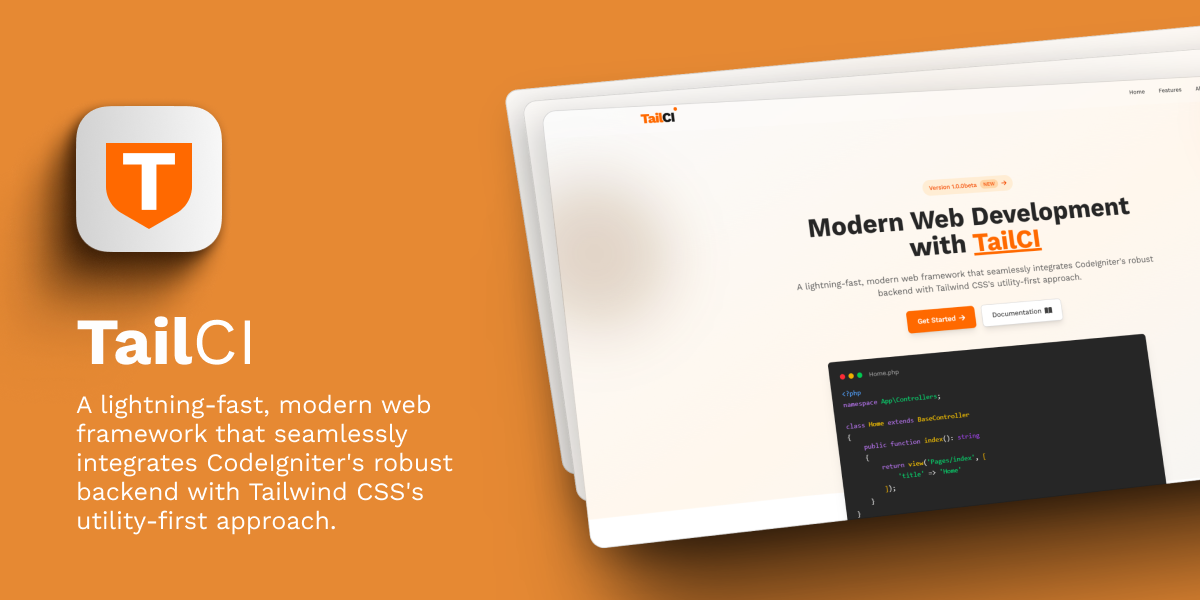 T
TailCI
A lightning-fast, modern web
framework that seamlessly
integrates CodeIgniter's robust
backend with Tailwind CSS's
utility-first approach.
TailCI
Home Features
Version 1.0.0beta NEW →
Modern Web Development
with TailCI
A lightning-fast, modern web framework that seamlessly integrates CodeIgniter's robust
backend with Tailwind CSS's utility-first approach.
Get Started → Documentation
Home.php
<?php
namespace App\Controllers;
class Home extends BaseController
{
public function index(): string
{
return view('Pages/index', [
'title' => 'Home'
]);
}
}